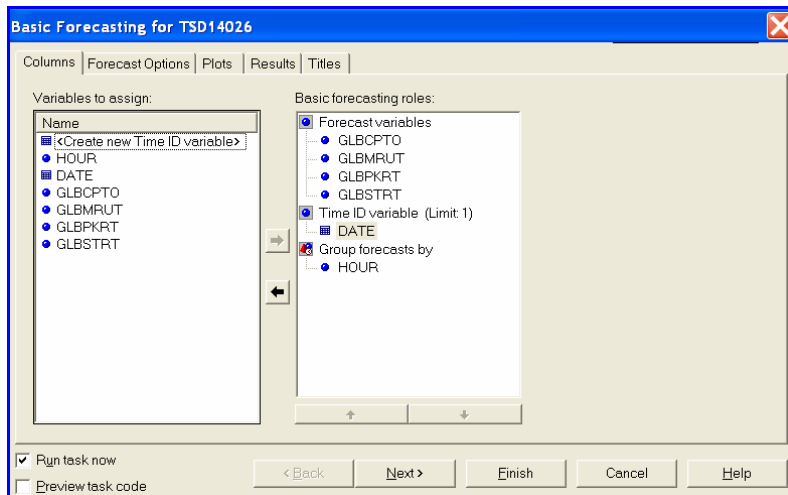 Basic Forecasting for TSD14026
Columns Forecast Options Plots Results Titles
Variables to assign:
Name
<Create new Time ID variable>
HOUR
DATE
GLBCPTO
GLBMRUT
GLBPKRT
GLBSTRT
Basic forecasting roles:
Forecast variables
GLBCPTO
GLBMRUT
GLBPKRT
GLBSTRT
Time ID variable (Limit: 1)
DATE
Group forecasts by
HOUR
Run task now
Preview task code
< Back Next > Finish Cancel Help